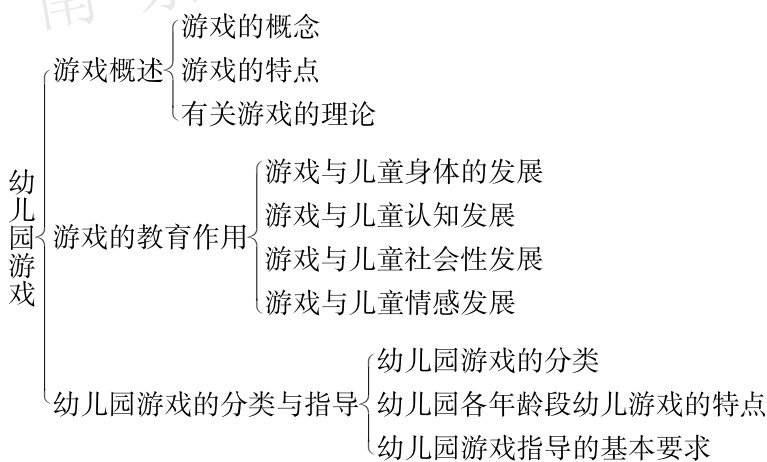 幼儿园游戏
游戏概述
游戏的概念
游戏的特点
有关游戏的理论
游戏的教育作用
游戏与儿童身体的发展
游戏与儿童认知发展
游戏与儿童社会性发展
游戏与儿童情感发展
幼儿园游戏的分类与指导
幼儿园游戏的分类
幼儿园各年龄段幼儿游戏的特点
幼儿园游戏指导的基本要求